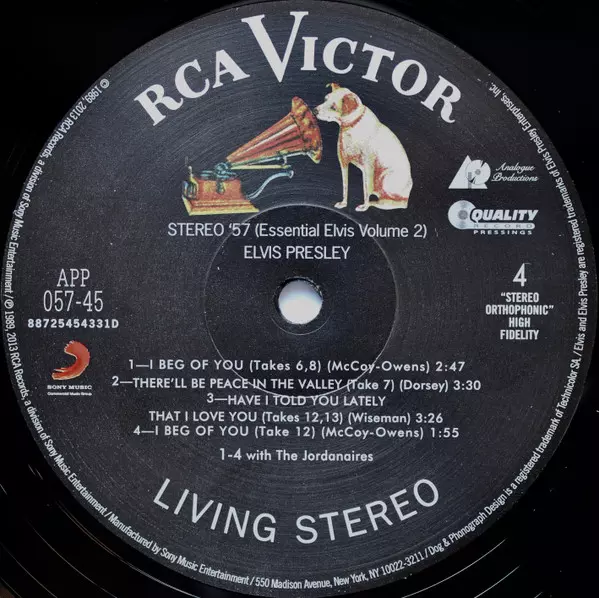 RCA VICTOR
Analogue
Productions
QUALITY
RECORD
PRESSINGS
STEREO '57 (Essential Elvis Volume 2)
ELVIS PRESLEY
APP
057-45
88725454331D
4
"STEREO
ORTHOPHONIC"
HIGH
FIDELITY
SONY MUSIC
Commercial Music Group
1—I BEG OF YOU (Takes 6,8) (McCoy-Owens) 2:47
2—THERE'LL BE PEACE IN THE VALLEY (Take 7) (Dorsey) 3:30
3—HAVE I TOLD YOU LATELY
THAT I LOVE YOU (Takes 12,13) (Wiseman) 3:26
4—I BEG OF YOU (Take 12) (McCoy-Owens) 1:55
1-4 with The Jordanaires
LIVING STEREO
© 1989, 2013 RCA Records, a division of Sony Music Entertainment / ℗ 1989, 2013 RCA Records, a division of Sony Music Entertainment / Manufactured by Sony Music Entertainment / 550 Madison Avenue, New York, NY 10022-3211 / Dog & Phonograph Design is a registered trademark of Technicolor SA. / Elvis and Elvis Presley are registered trademarks of Elvis Presley Enterprises, Inc.